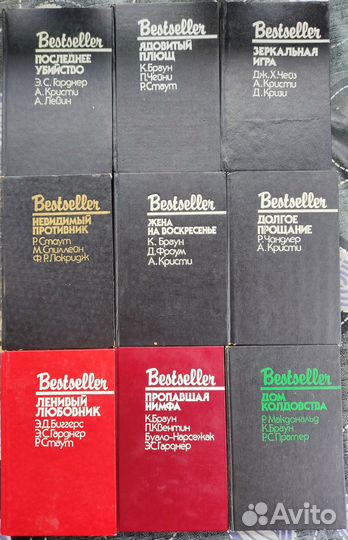 Bestseller
ПОСЛЕДНЕЕ
УБИЙСТВО
Э.С. Гарднер
А. Кристи
А. Левин
Bestseller
ЯДОВИТЫЙ
ПЛЮЩ
К. Браун
П. Чейни
Р. Стаут
Bestseller
ЗЕРКАЛЬНАЯ
ИГРА
Дж. Х. Чейз
А. Кристи
Д. Кризи
Bestseller
НЕВИДИМЫЙ
ПРОТИВНИК
Р. Стаут
М. Спиллейн
Ф. Р. Локридж
Bestseller
ЖЕНА
НА ВОСКРЕСЕНЬЕ
К. Браун
Д. Фроум
А. Кристи
Bestseller
ДОЛГОЕ
ПРОЩАНИЕ
Р. Чандлер
А. Кристи
Bestseller
ЛЕНИВЫЙ
ЛЮБОВНИК
Э.Д. Биггерс
Э.С. Гарднер
Р. Стаут
Bestseller
ПРОПАВШАЯ
НИМФА
К. Браун
П. Квентин
Буало-Нарсежак
Э.С. Гарднер
Bestseller
ДОМ
КОЛДОВСТВА
Р. Макдональд
К. Браун
Р.С. Пратер
Avito